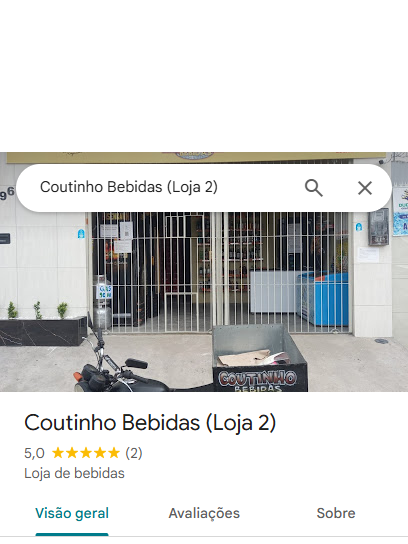 Coutinho Bebidas (Loja 2)
96
COUTINHO
BEBIDAS
Coutinho Bebidas (Loja 2)
5,0 ★★★★★ (2)
Loja de bebidas
Visão geral Avaliações Sobre